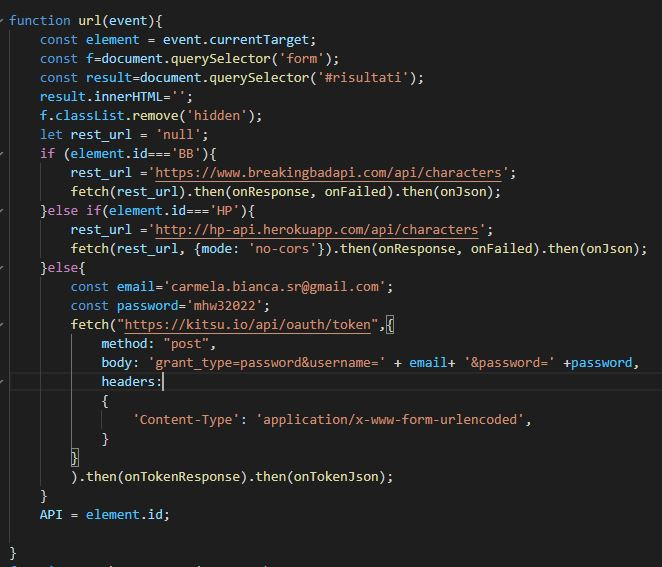 function url(event){
    const element = event.currentTarget;
    const f=document.querySelector('form');
    const result=document.querySelector('#risultati');
    result.innerHTML='';
    f.classList.remove('hidden');
    let rest_url = 'null';
    if (element.id==='BB'){
        rest_url ='https://www.breakingbadapi.com/api/characters';
        fetch(rest_url).then(onResponse, onFailed).then(onJson);
    }else if(element.id==='HP'){
        rest_url ='http://hp-api.herokuapp.com/api/characters';
        fetch(rest_url, {mode: 'no-cors'}).then(onResponse, onFailed).then(onJson);
    }else{
        const email='carmela.bianca.sr@gmail.com';
        const password='mhw32022';
        fetch("https://kitsu.io/api/oauth/token",{
            method: "post",
            body: 'grant_type=password&username=' + email+ '&password=' +password,
            headers:
            {
                'Content-Type': 'application/x-www-form-urlencoded',
            }
        }
        ).then(onTokenResponse).then(onTokenJson);
    }
    API = element.id;
}